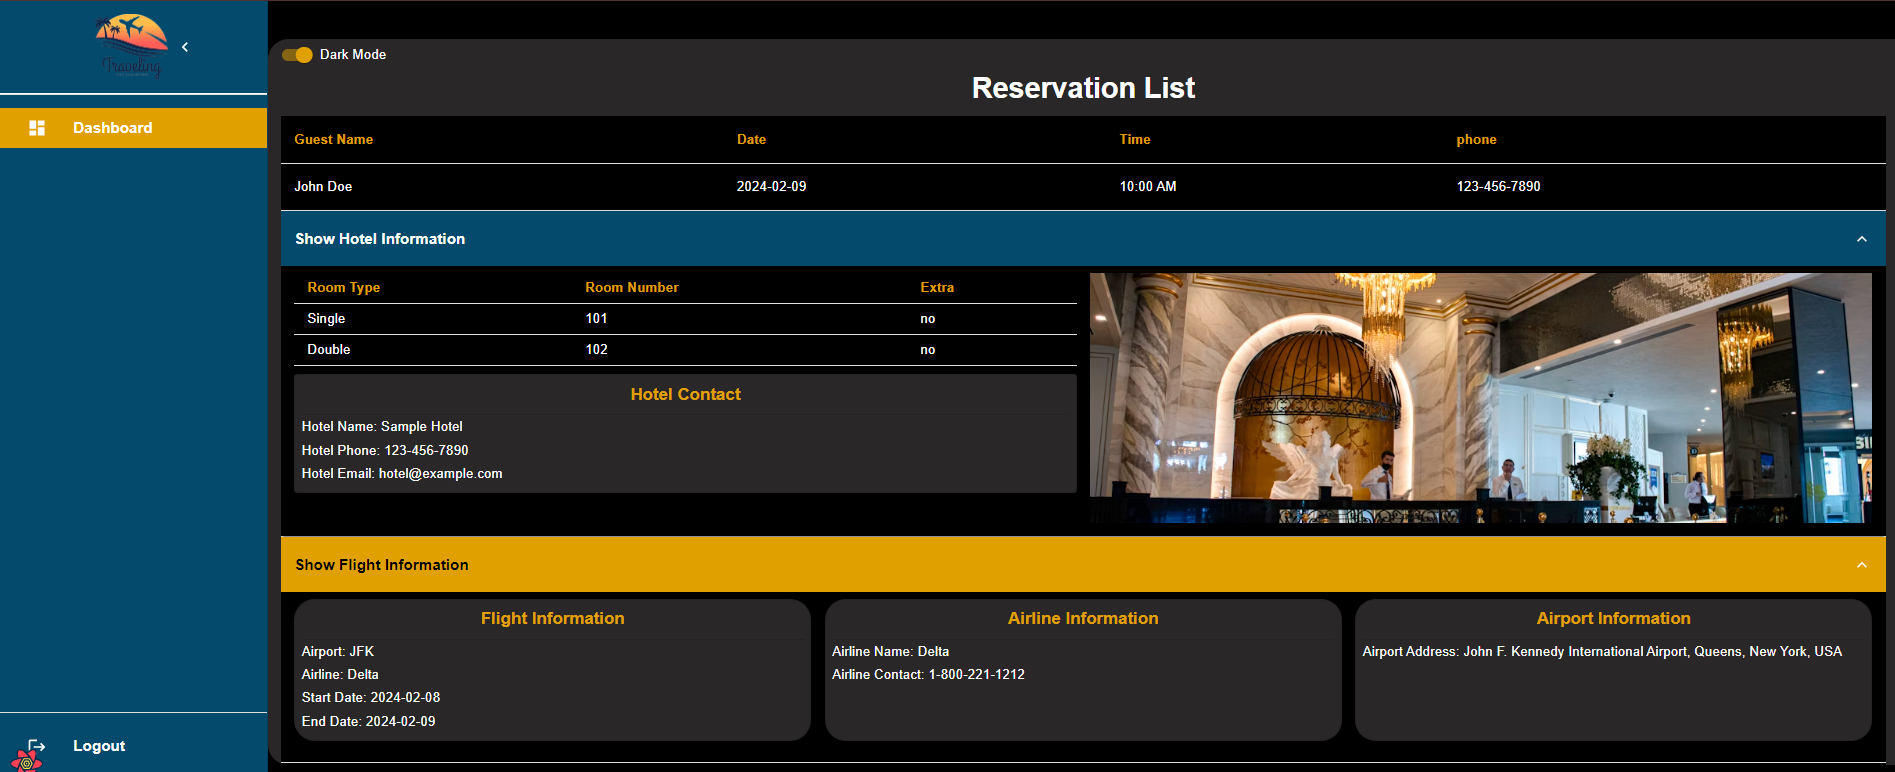 Traveling
Dashboard
Logout
Dark Mode
Reservation List
Guest Name Date Time phone
John Doe 2024-02-09 10:00 AM 123-456-7890
Show Hotel Information
Room Type Room Number Extra
Single 101 no
Double 102 no
Hotel Contact
Hotel Name: Sample Hotel
Hotel Phone: 123-456-7890
Hotel Email: hotel@example.com
Show Flight Information
Flight Information
Airport: JFK
Airline: Delta
Start Date: 2024-02-08
End Date: 2024-02-09
Airline Information
Airline Name: Delta
Airline Contact: 1-800-221-1212
Airport Information
Airport Address: John F. Kennedy International Airport, Queens, New York, USA